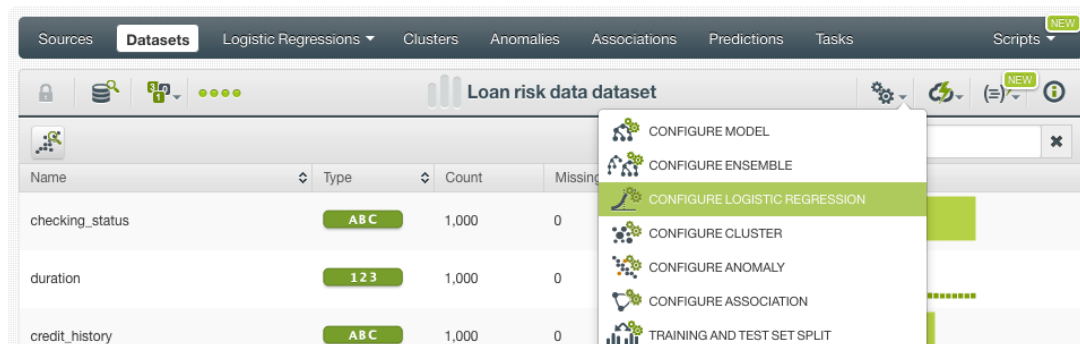 NEW
Sources Datasets Logistic Regressions Clusters Anomalies Associations Predictions Tasks Scripts
Loan risk data dataset
NEW
(=)
CONFIGURE MODEL
CONFIGURE ENSEMBLE
Name Type Count Missing
CONFIGURE LOGISTIC REGRESSION
checking_status ABC 1,000 0
CONFIGURE CLUSTER
CONFIGURE ANOMALY
duration 123 1,000 0
CONFIGURE ASSOCIATION
credit_history ABC 1,000 0
TRAINING AND TEST SET SPLIT